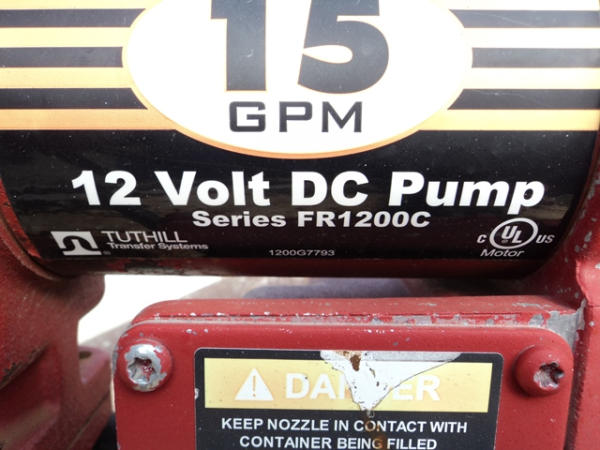 15
GPM
12 Volt DC Pump
Series FR1200C
TUTHILL
Transfer Systems
®
1200G7793
C UL US
®
Motor
DANGER
KEEP NOZZLE IN CONTACT WITH
CONTAINER BEING FILLED